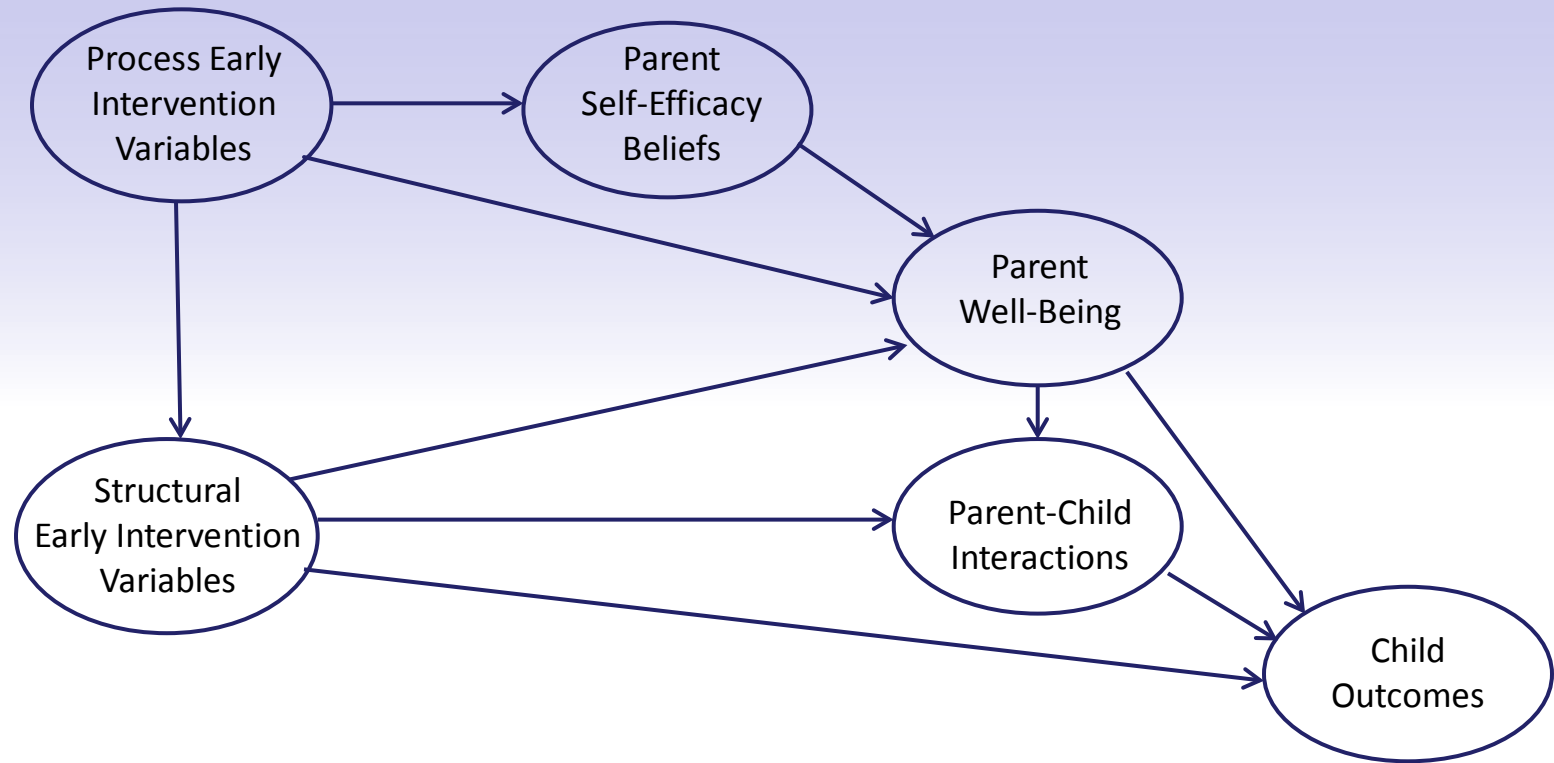 Process Early
Intervention
Variables
Parent
Self-Efficacy
Beliefs
Parent
Well-Being
Structural
Early Intervention
Variables
Parent-Child
Interactions
Child
Outcomes